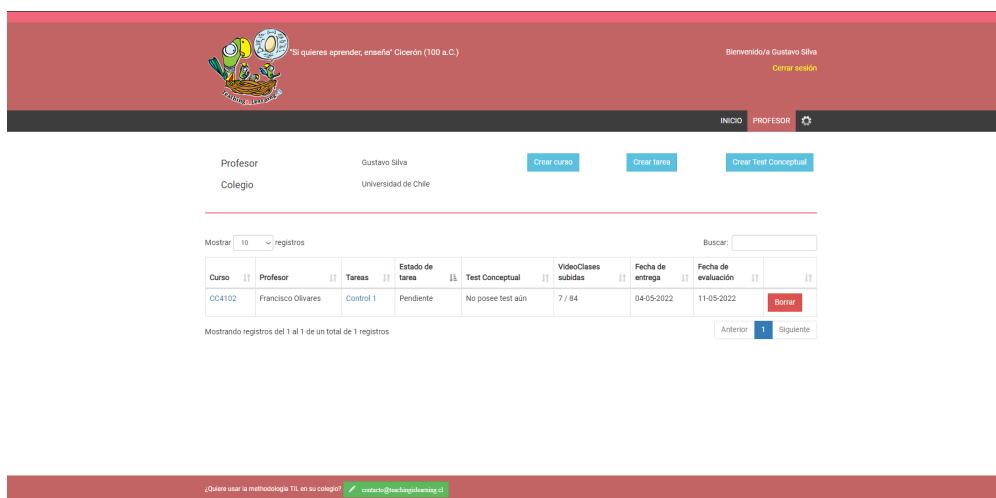 "Si quieres aprender, enseña" Cicerón (100 a.C.)
Bienvenido/a Gustavo Silva
Cerrar sesión
TeachingIsLearning.cl
INICIO PROFESOR
Profesor Gustavo Silva Crear curso Crear tarea Crear Test Conceptual
Colegio Universidad de Chile
Mostrar 10 registros Buscar:
Curso Profesor Tareas Estado de tarea Test Conceptual VideoClases subidas Fecha de entrega Fecha de evaluación
CC4102 Francisco Olivares Control 1 Pendiente No posee test aún 7 / 84 04-05-2022 11-05-2022 Borrar
Mostrando registros del 1 al 1 de un total de 1 registros Anterior 1 Siguiente
¿Quiere usar la methodología TiL en su colegio? contacto@teachingislearning.cl